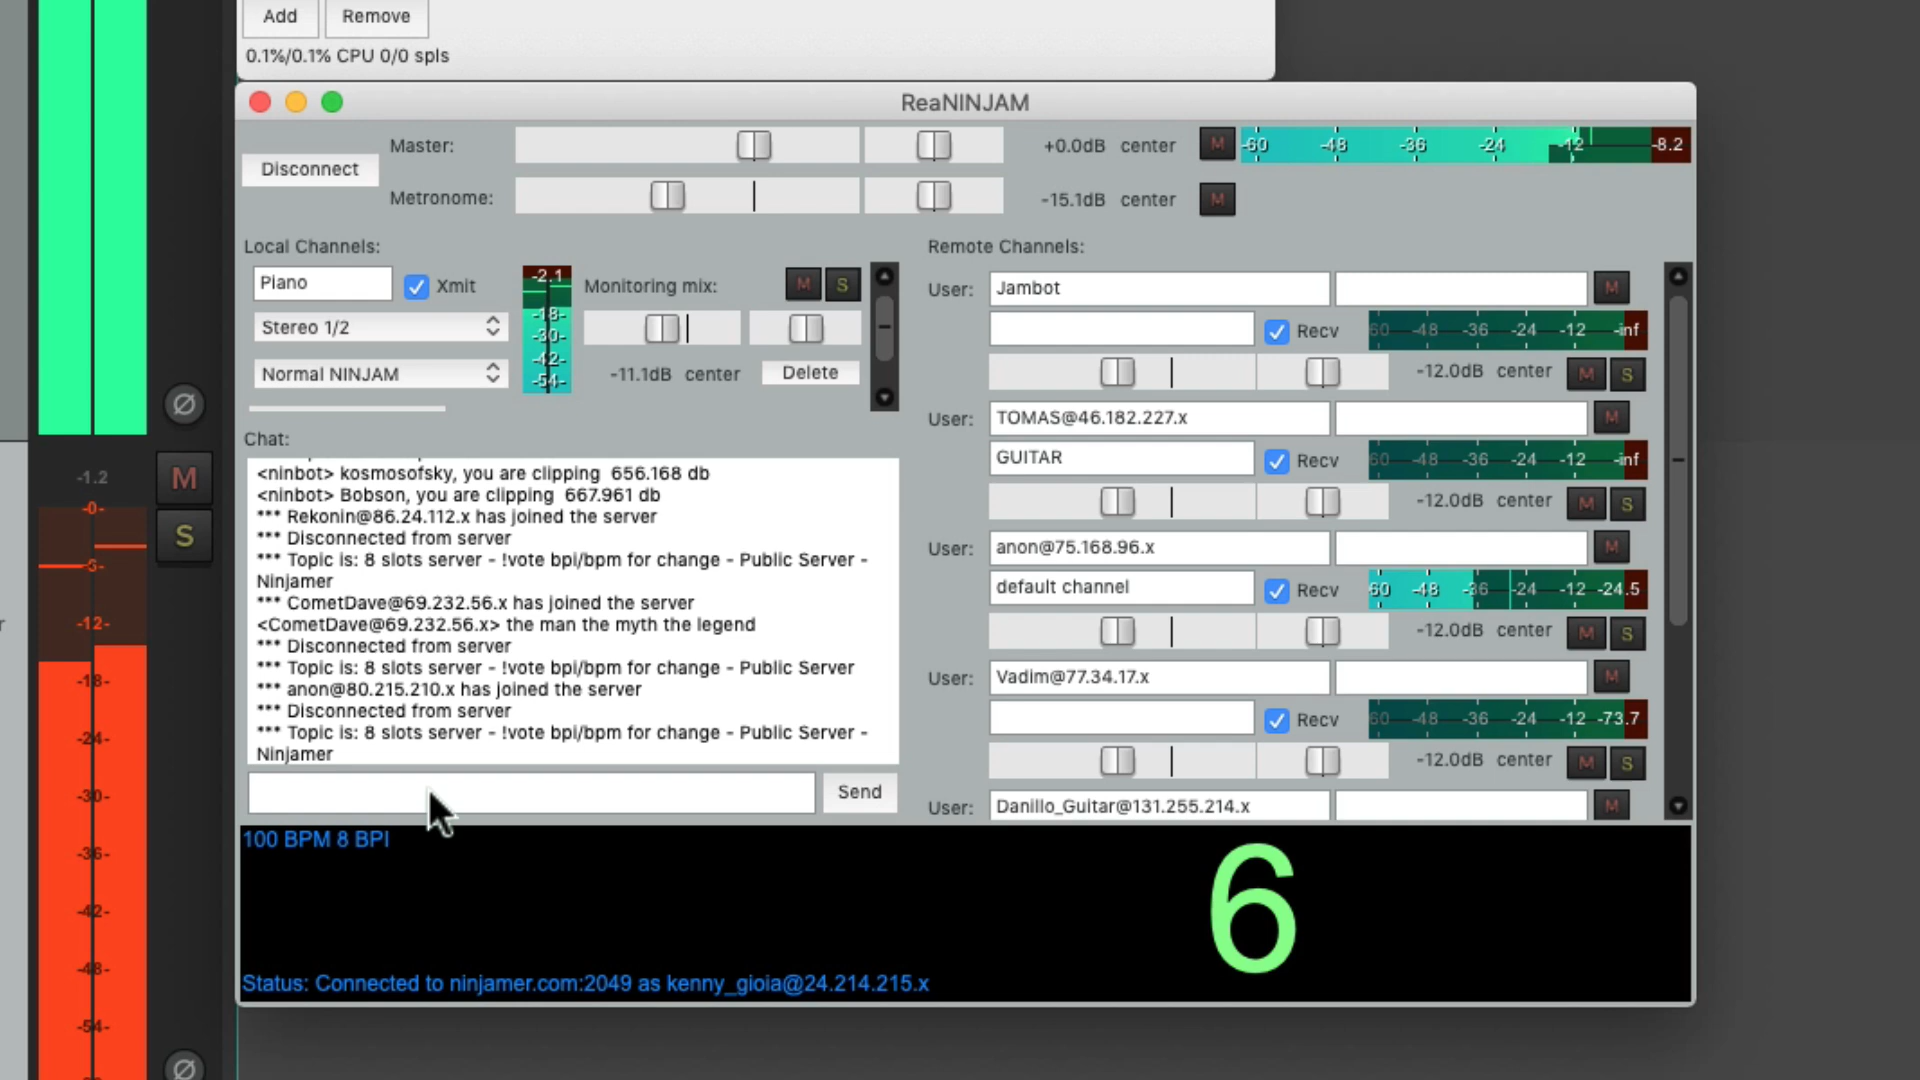 Add Remove
0.1%/0.1% CPU 0/0 spls
ReaNINJAM
Disconnect
Master: +0.0dB center M -60 -48 -36 -24 -12 -8.2
Metronome: -15.1dB center M
Local Channels:
Piano Xmit
Stereo 1/2
Normal NINJAM
-2.1
-18-
-30-
-42-
-54-
Monitoring mix: M S
-11.1dB center Delete
Chat:
<ninbot> kosmosofsky, you are clipping 656.168 db
<ninbot> Bobson, you are clipping 667.961 db
*** Rekonin@86.24.112.x has joined the server
*** Disconnected from server
*** Topic is: 8 slots server - !vote bpi/bpm for change - Public Server -
Ninjamer
*** CometDave@69.232.56.x has joined the server
<CometDave@69.232.56.x> the man the myth the legend
*** Disconnected from server
*** Topic is: 8 slots server - !vote bpi/bpm for change - Public Server
*** anon@80.215.210.x has joined the server
*** Disconnected from server
*** Topic is: 8 slots server - !vote bpi/bpm for change - Public Server -
Ninjamer
Send
Remote Channels:
User: Jambot M
Recv 60 -48 -36 -24 -12 -inf
-12.0dB center M S
User: TOMAS@46.182.227.x M
GUITAR Recv 60 -48 -36 -24 -12 -inf
-12.0dB center M S
User: anon@75.168.96.x M
default channel Recv 60 -48 -36 -24 -12 -24.5
-12.0dB center M S
User: Vadim@77.34.17.x M
Recv 60 -48 -36 -24 -12 -73.7
-12.0dB center M S
User: Danillo_Guitar@131.255.214.x M
100 BPM 8 BPI
6
Status: Connected to ninjamer.com:2049 as kenny_gioia@24.214.215.x
Ø
-1.2 M
-0-
S
-6-
-12-
-18-
-24-
-30-
-36-
-42-
-48-
-54-
Ø